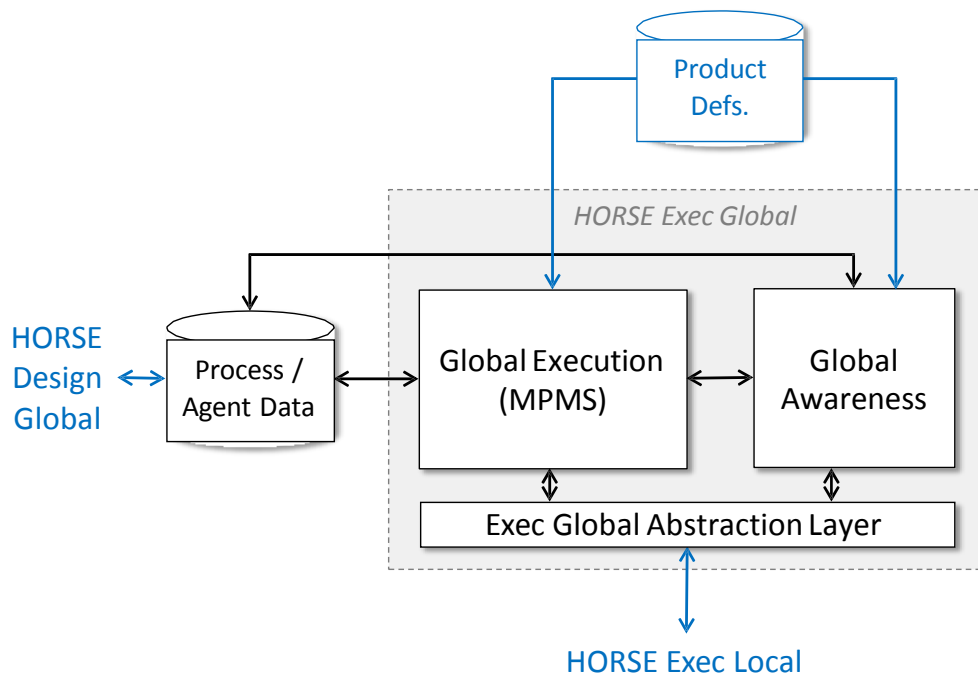 Product
Defs.
HORSE Exec Global
HORSE
Design
Global
Process /
Agent Data
Global Execution
(MPMS)
Global
Awareness
Exec Global Abstraction Layer
HORSE Exec Local